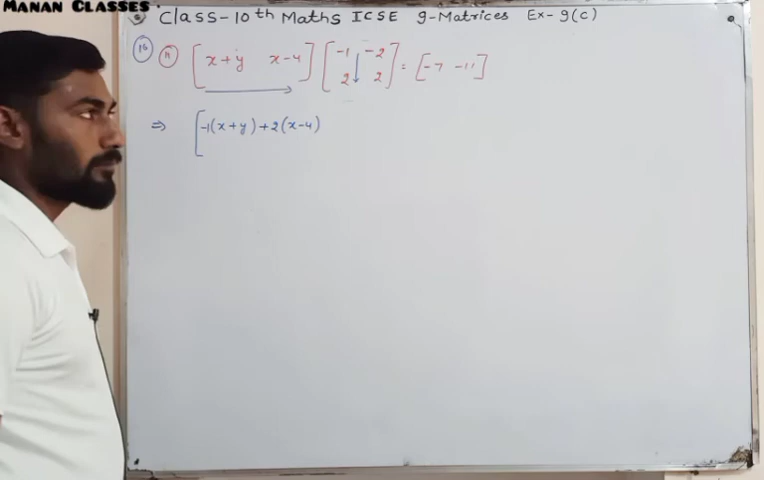 MANAN CLASSES
Class-10th Maths ICSE 9-Matrices Ex-9(C)
16 ii [x+y x-4] [-1 -2 2 2] = [-7 -11]
⇒ [-1(x+y)+2(x-4)